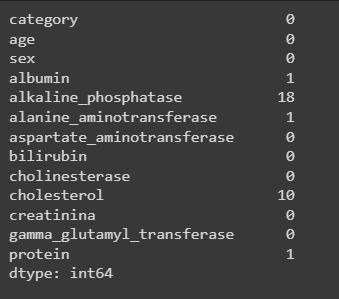 category 0
age 0
sex 0
albumin 1
alkaline_phosphatase 18
alanine_aminotransferase 1
aspartate_aminotransferase 0
bilirubin 0
cholinesterase 0
cholesterol 10
creatinina 0
gamma_glutamyl_transferase 0
protein 1
dtype: int64